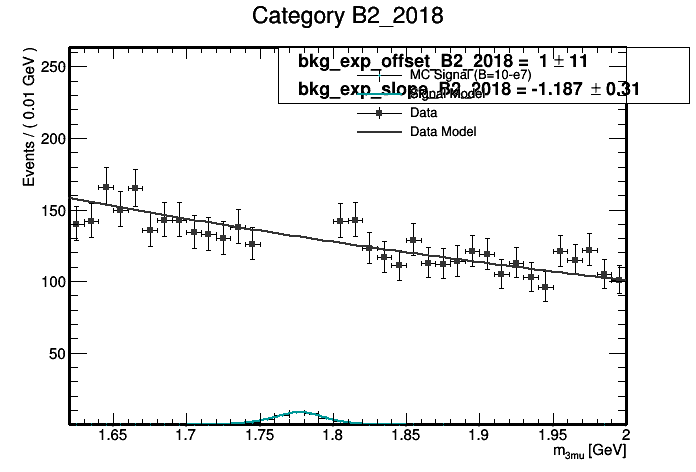 Category B2_2018
Events / ( 0.01 GeV )
bkg_exp_offset_B2_2018 = 1 ± 11
MC Signal (B=10-e7)
bkg_exp_slope_B2_2018 = -1.187 ± 0.31
Signal Model
Data
Data Model
250
200
150
100
50
1.65 1.7 1.75 1.8 1.85 1.9 1.95 2
m3mu [GeV]